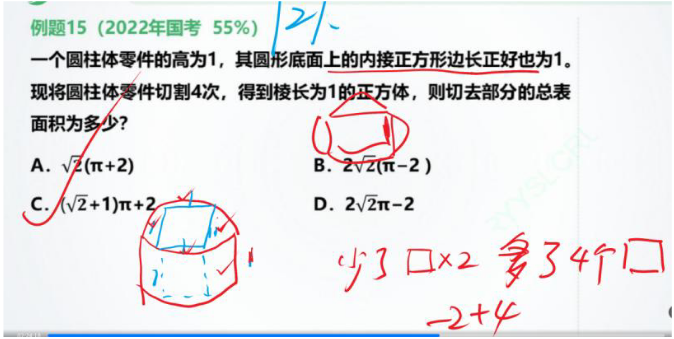 例题15（2022年国考 55%）
一个圆柱体零件的高为1，其圆形底面上的内接正方形边长正好也为1。
现将圆柱体零件切割4次，得到棱长为1的正方体，则切去部分的总表
面积为多少？
A. √2(π+2)
B. 2√2(π−2)
C. (√2+1)π+2
D. 2√2π−2
少了□×2 多了4个□
−2+4